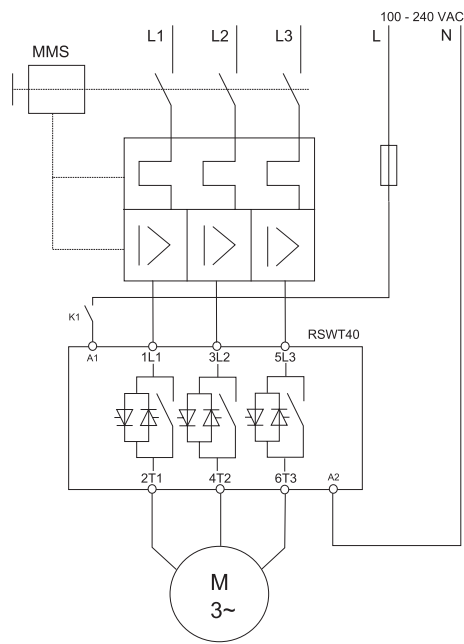 100 - 240 VAC
L1 L2 L3 L N
MMS
K1
RSWT40
A1 1L1 3L2 5L3
2T1 4T2 6T3 A2
M
3~